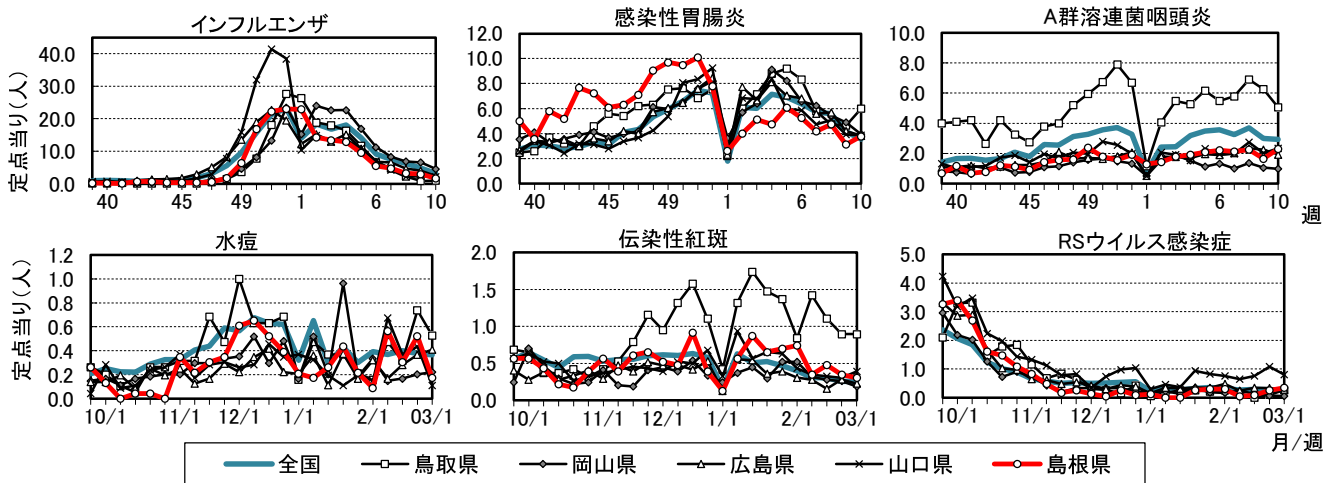 インフルエンザ
感染性胃腸炎
A群溶連菌咽頭炎
定点当り(人)
40.0
30.0
20.0
10.0
0.0
40 45 49 1 6 10
12.0
10.0
8.0
6.0
4.0
2.0
0.0
40 45 49 1 6 10
10.0
8.0
6.0
4.0
2.0
0.0
40 45 49 1 6 10
週
水痘
伝染性紅斑
RSウイルス感染症
定点当り(人)
1.2
1.0
0.8
0.6
0.4
0.2
0.0
10/1 11/1 12/1 1/1 2/1 03/1
2.0
1.5
1.0
0.5
0.0
10/1 11/1 12/1 1/1 2/1 03/1
5.0
4.0
3.0
2.0
1.0
0.0
10/1 11/1 12/1 1/1 2/1 03/1
月/週
全国 鳥取県 岡山県 広島県 山口県 島根県